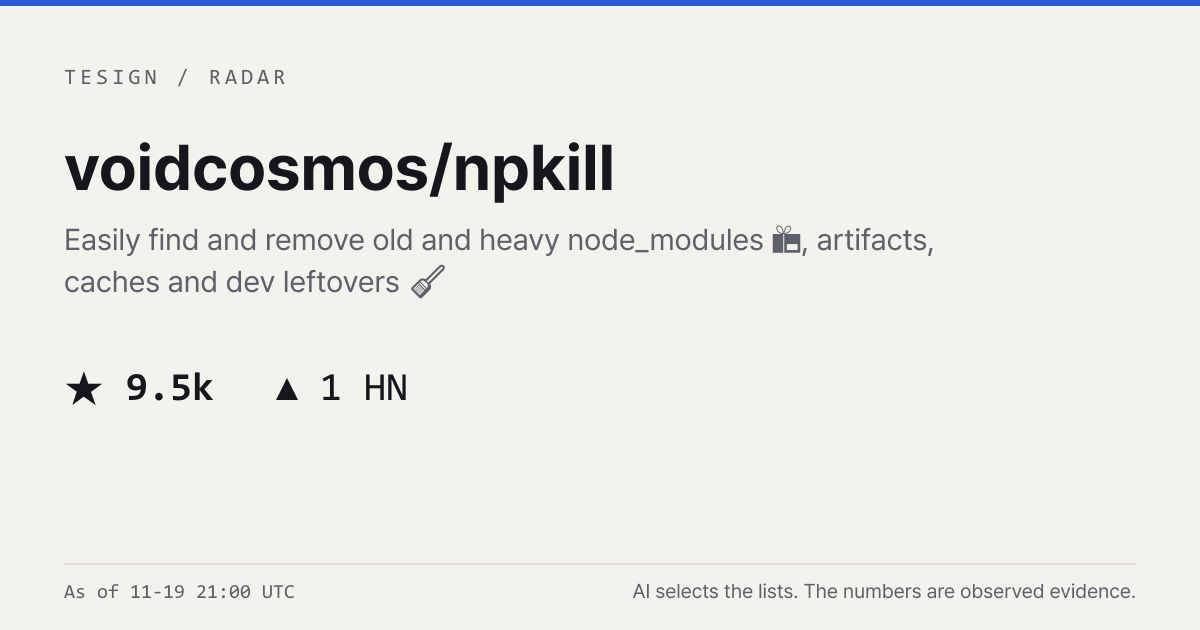 TESIGN / RADAR
voidcosmos/npkill
Easily find and remove old and heavy node_modules 🎁, artifacts,
caches and dev leftovers 🧹
★ 9.5k ▲ 1 HN
As of 11-19 21:00 UTC
AI selects the lists. The numbers are observed evidence.